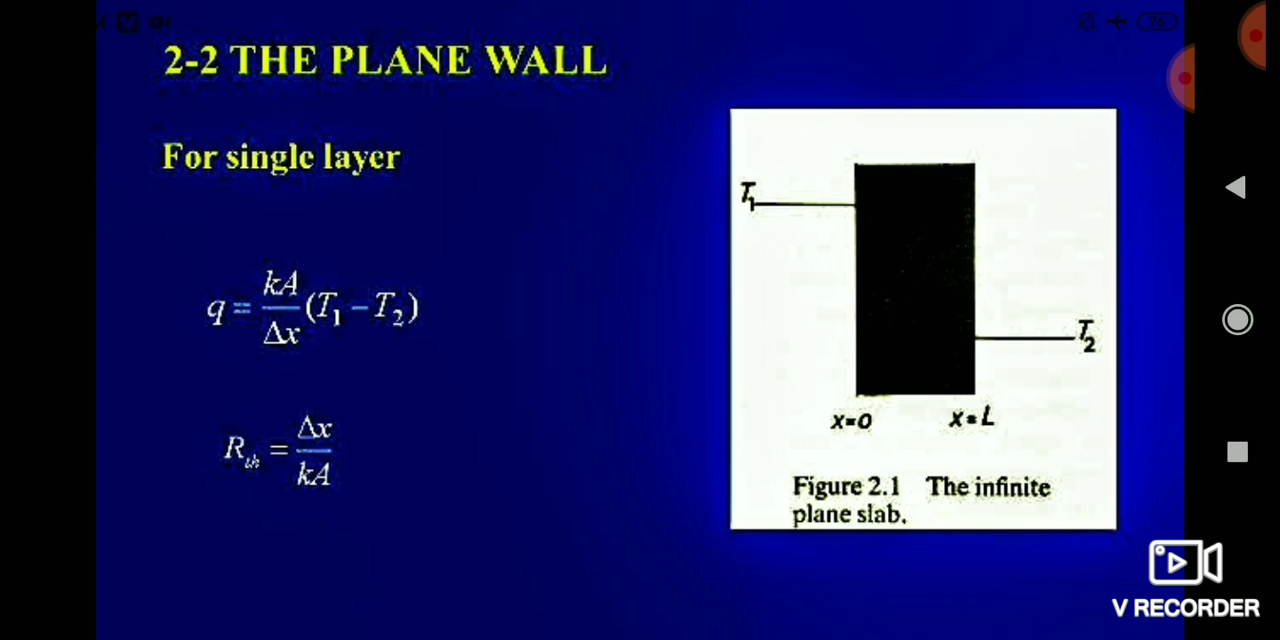 2-2 THE PLANE WALL
For single layer
q = kA/Δx (T₁ − T₂)
R_th = Δx/kA
T₁
T₂
x=0 x=L
Figure 2.1 The infinite
plane slab.
V RECORDER